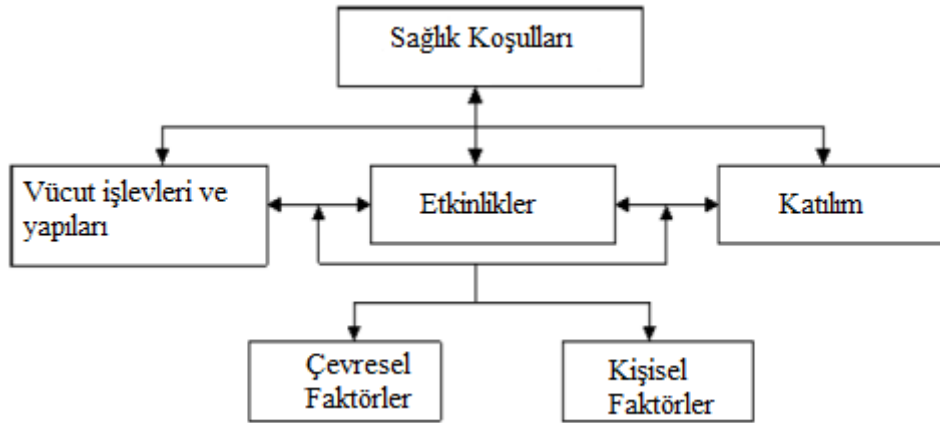 Sağlık Koşulları
Vücut işlevleri ve
yapıları
Etkinlikler
Katılım
Çevresel
Faktörler
Kişisel
Faktörler